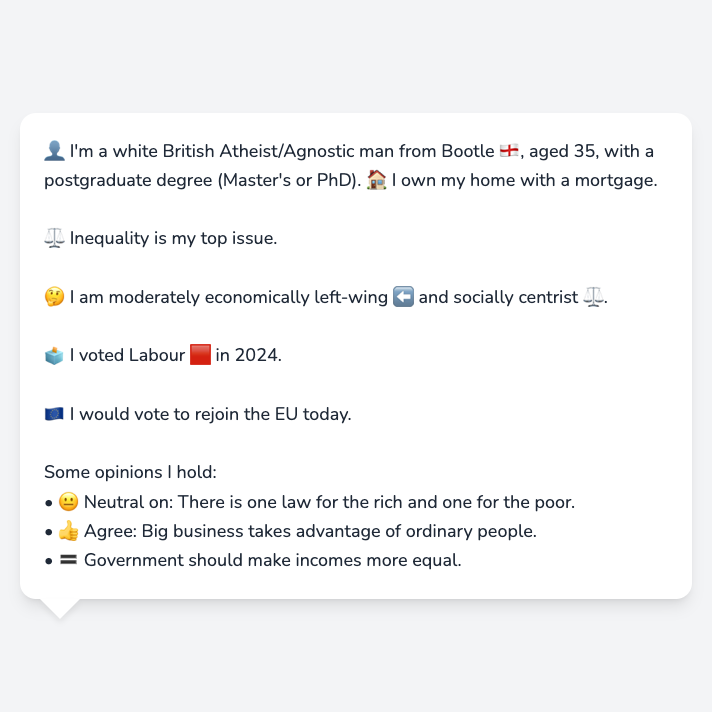 👤 I'm a white British Atheist/Agnostic man from Bootle 🏴󠁧󠁢󠁥󠁮󠁧󠁿, aged 35, with a
postgraduate degree (Master's or PhD). 🏠 I own my home with a mortgage.
⚖️ Inequality is my top issue.
🤔 I am moderately economically left-wing ⬅️ and socially centrist ⚖️.
🗳️ I voted Labour 🟥 in 2024.
🇪🇺 I would vote to rejoin the EU today.
Some opinions I hold:
• 😐 Neutral on: There is one law for the rich and one for the poor.
• 👍 Agree: Big business takes advantage of ordinary people.
• 🟰 Government should make incomes more equal.